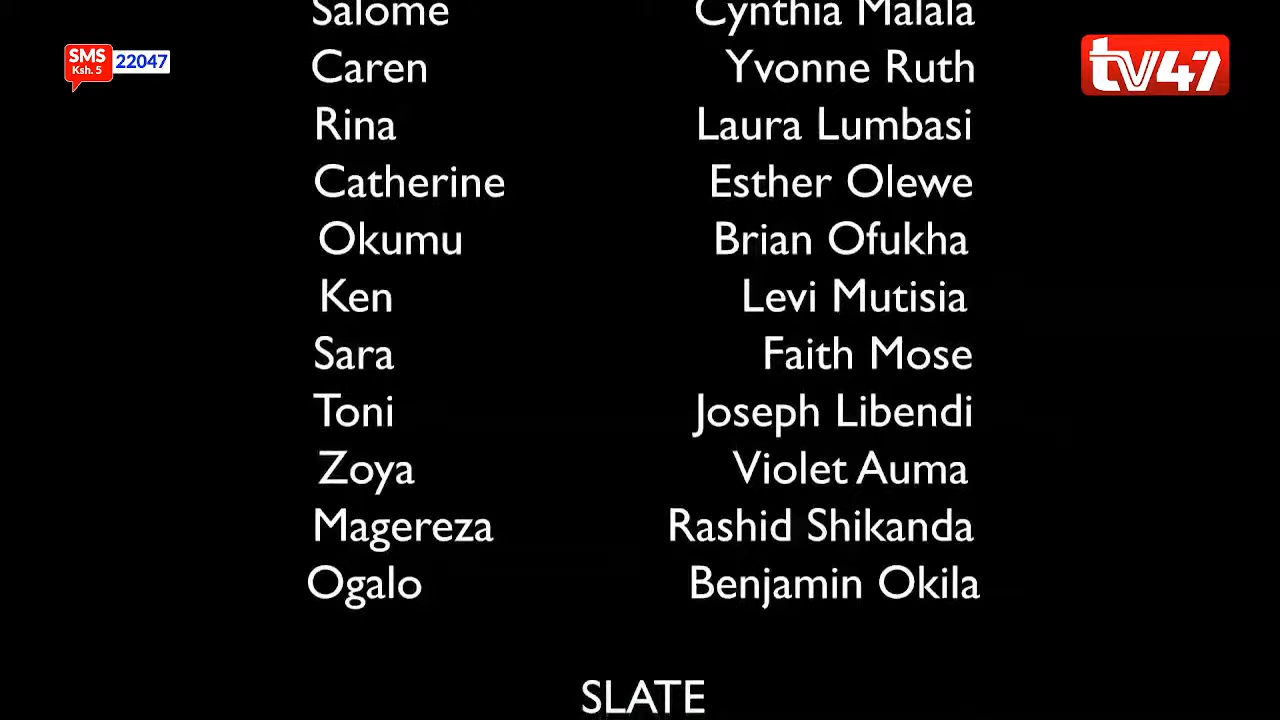 Salome Cynthia Malala
SMS
Ksh. 5
22047
tv47
Caren Yvonne Ruth
Rina Laura Lumbasi
Catherine Esther Olewe
Okumu Brian Ofukha
Ken Levi Mutisia
Sara Faith Mose
Toni Joseph Libendi
Zoya Violet Auma
Magereza Rashid Shikanda
Ogalo Benjamin Okila
SLATE